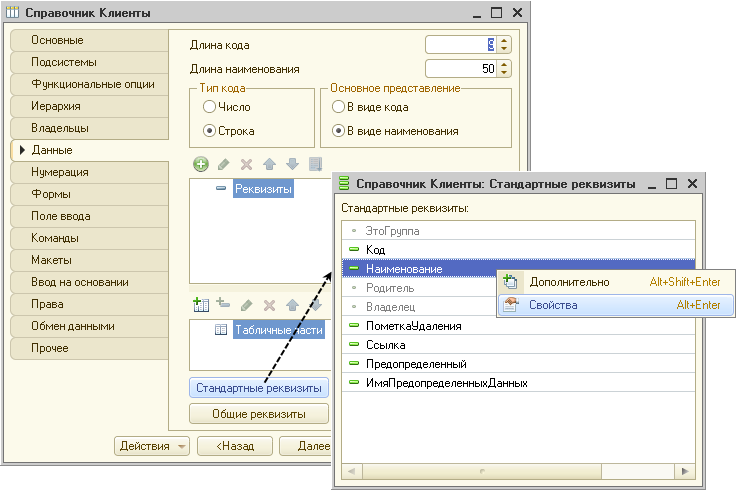 Справочник Клиенты
Основные
Подсистемы
Функциональные опции
Иерархия
Владельцы
Данные
Нумерация
Формы
Поле ввода
Команды
Макеты
Ввод на основании
Права
Обмен данными
Прочее
Длина кода
9
Длина наименования
50
Тип кода
Число
Строка
Основное представление
В виде кода
В виде наименования
Реквизиты
Табличные части
Стандартные реквизиты
Общие реквизиты
Действия
<Назад
Далее
Справочник Клиенты: Стандартные реквизиты
Стандартные реквизиты:
ЭтоГруппа
Код
Наименование
Родитель
Владелец
ПометкаУдаления
Ссылка
Предопределенный
ИмяПредопределенныхДанных
Дополнительно Alt+Shift+Enter
Свойства Alt+Enter